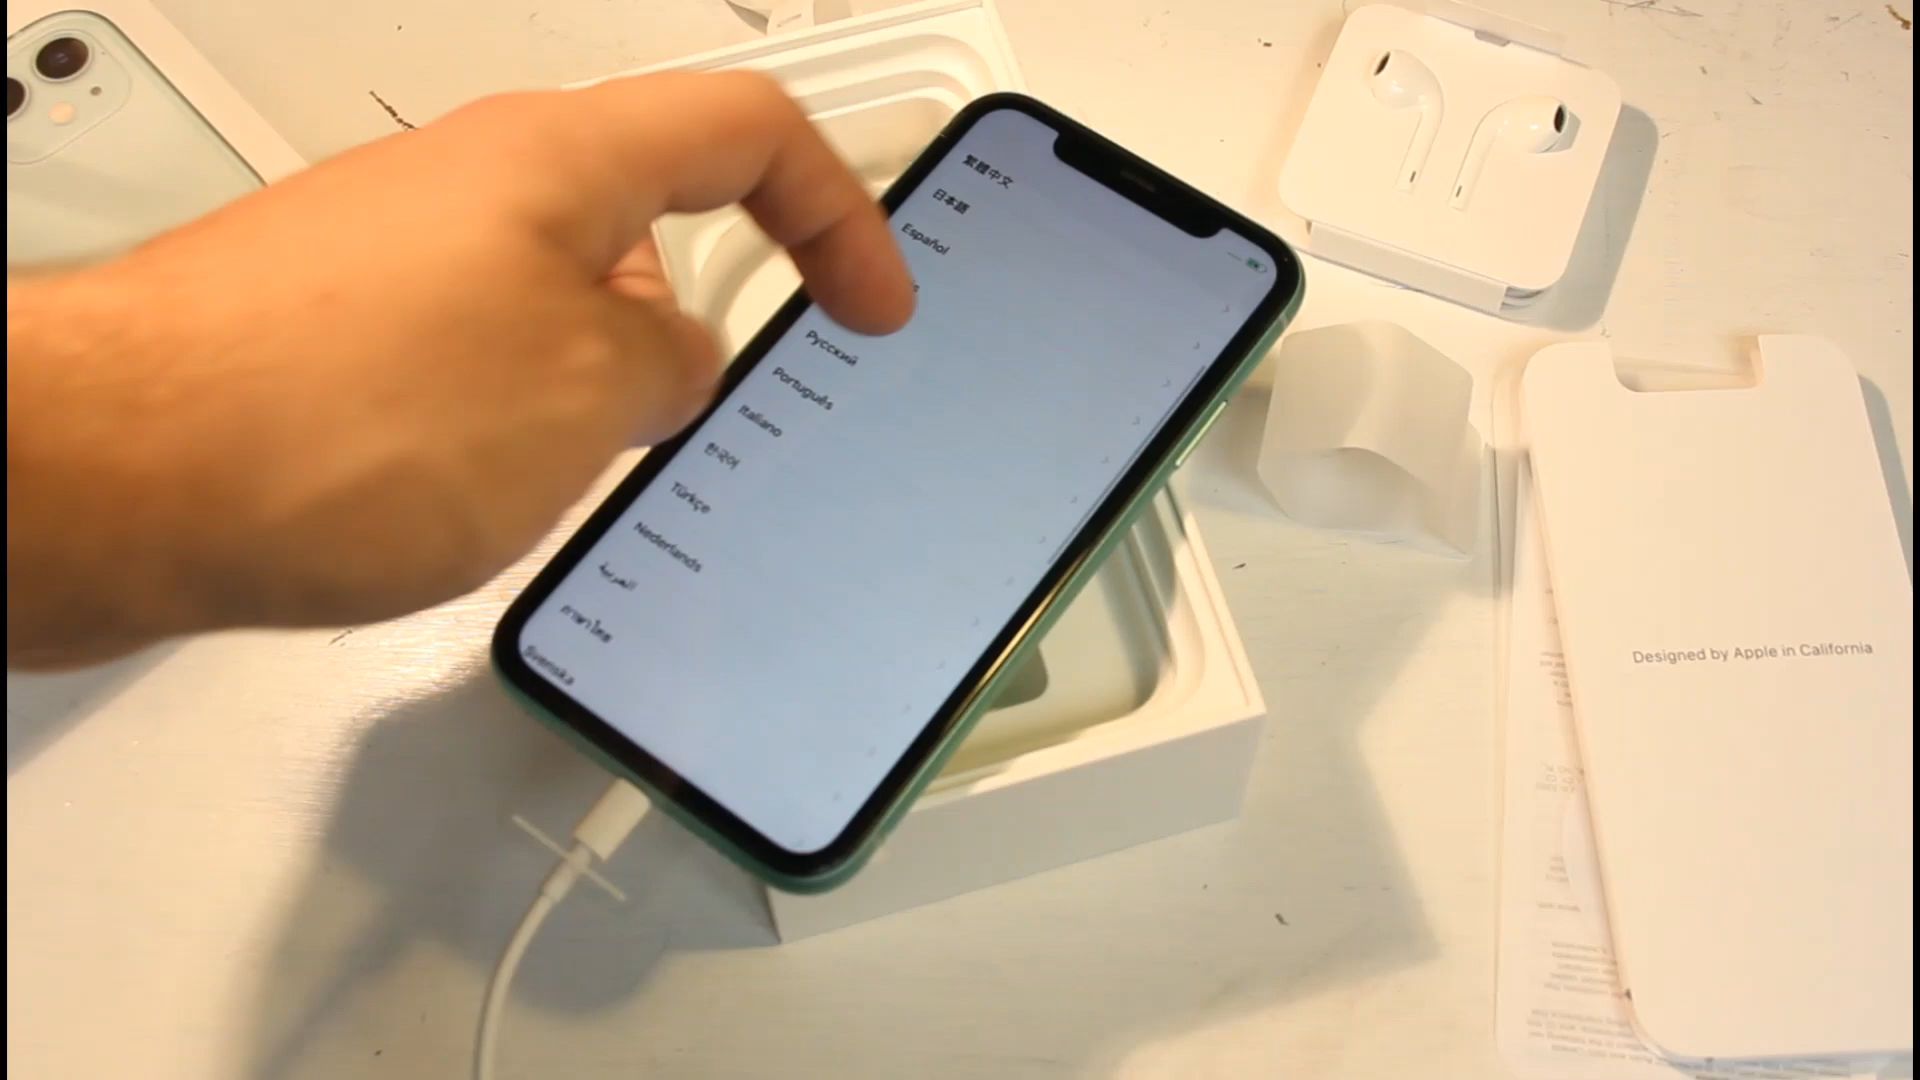 繁體中文
日本語
Español
Русский
Português
Italiano
한국어
Türkçe
Nederlands
العربية
ภาษาไทย
Svenska
Designed by Apple in California